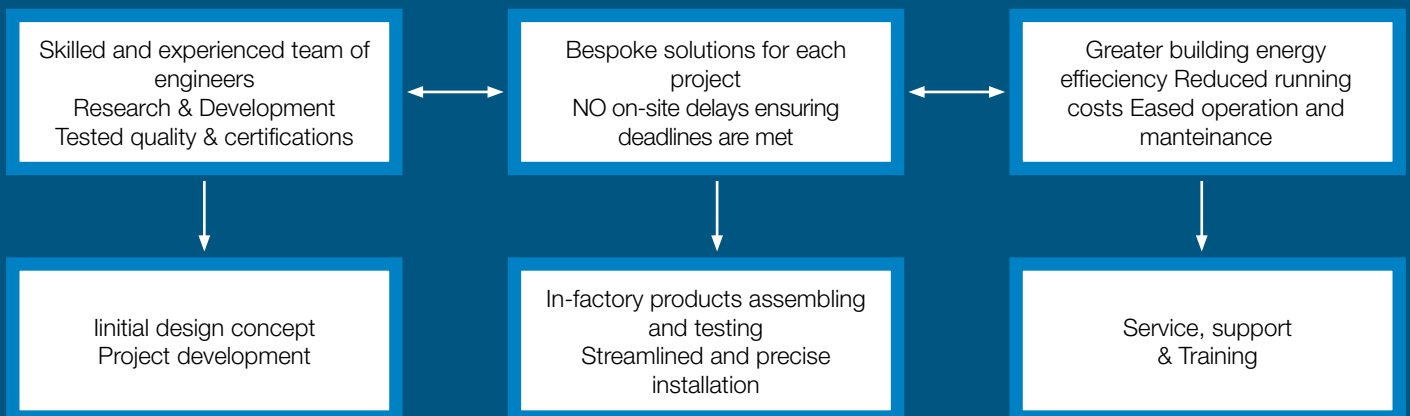 Skilled and experienced team of
engineers
Research & Development
Tested quality & certifications
Bespoke solutions for each
project
NO on-site delays ensuring
deadlines are met
Greater building energy
effieciency Reduced running
costs Eased operation and
manteinance
Iinitial design concept
Project development
In-factory products assembling
and testing
Streamlined and precise
installation
Service, support
& Training